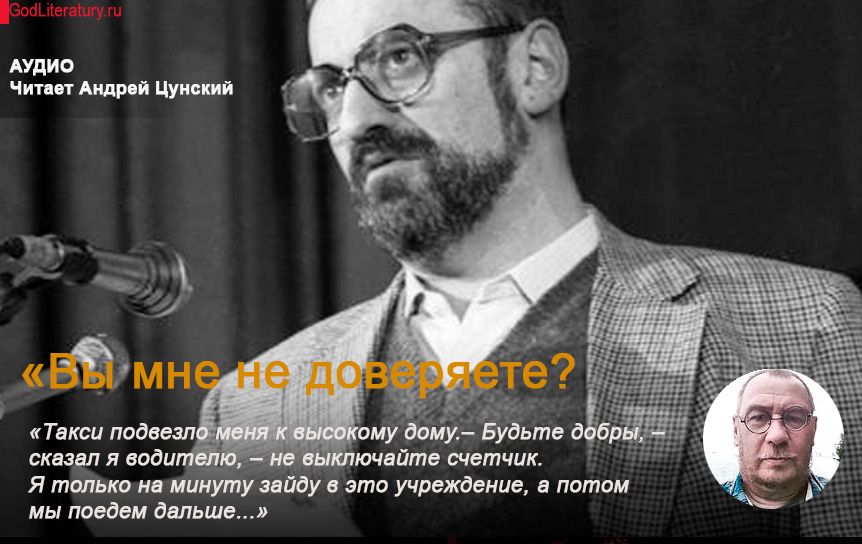 GodLiteratury.ru
АУДИО
Читает Андрей Цунский
«Вы мне не доверяете?
«Такси подвезло меня к высокому дому.– Будьте добры, –
сказал я водителю, – не выключайте счетчик.
Я только на минуту зайду в это учреждение, а потом
мы поедем дальше...»